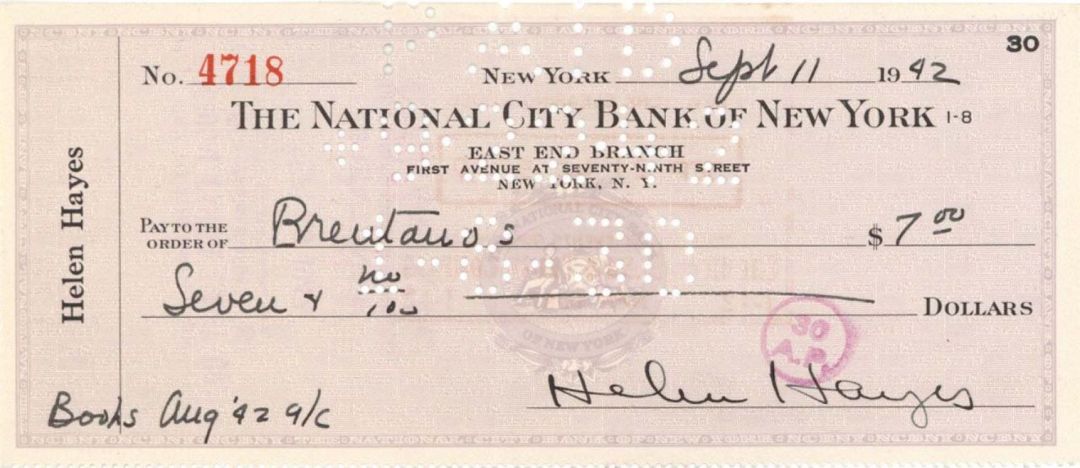 30
No. 4718 New York Sept 11 1942
The National City Bank of New York 1-8
EAST END BRANCH
FIRST AVENUE AT SEVENTY-NINTH STREET
NEW YORK, N. Y.
Helen Hayes
PAY TO THE ORDER OF Brentanos $ 7 00
Seven & no/100 DOLLARS
30
A.P.
Helen Hayes
Books Aug '42 a/c